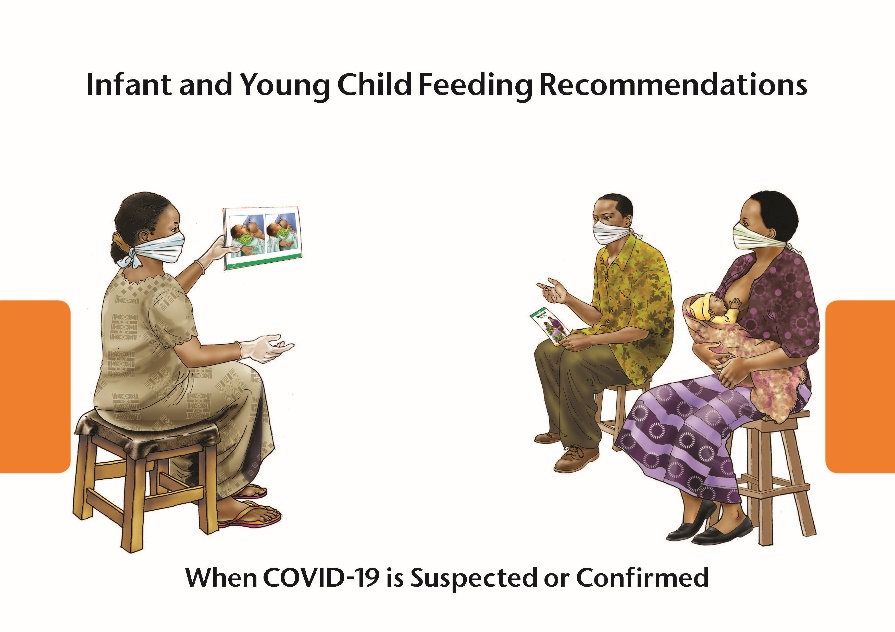 Infant and Young Child Feeding Recommendations
When COVID-19 is Suspected or Confirmed